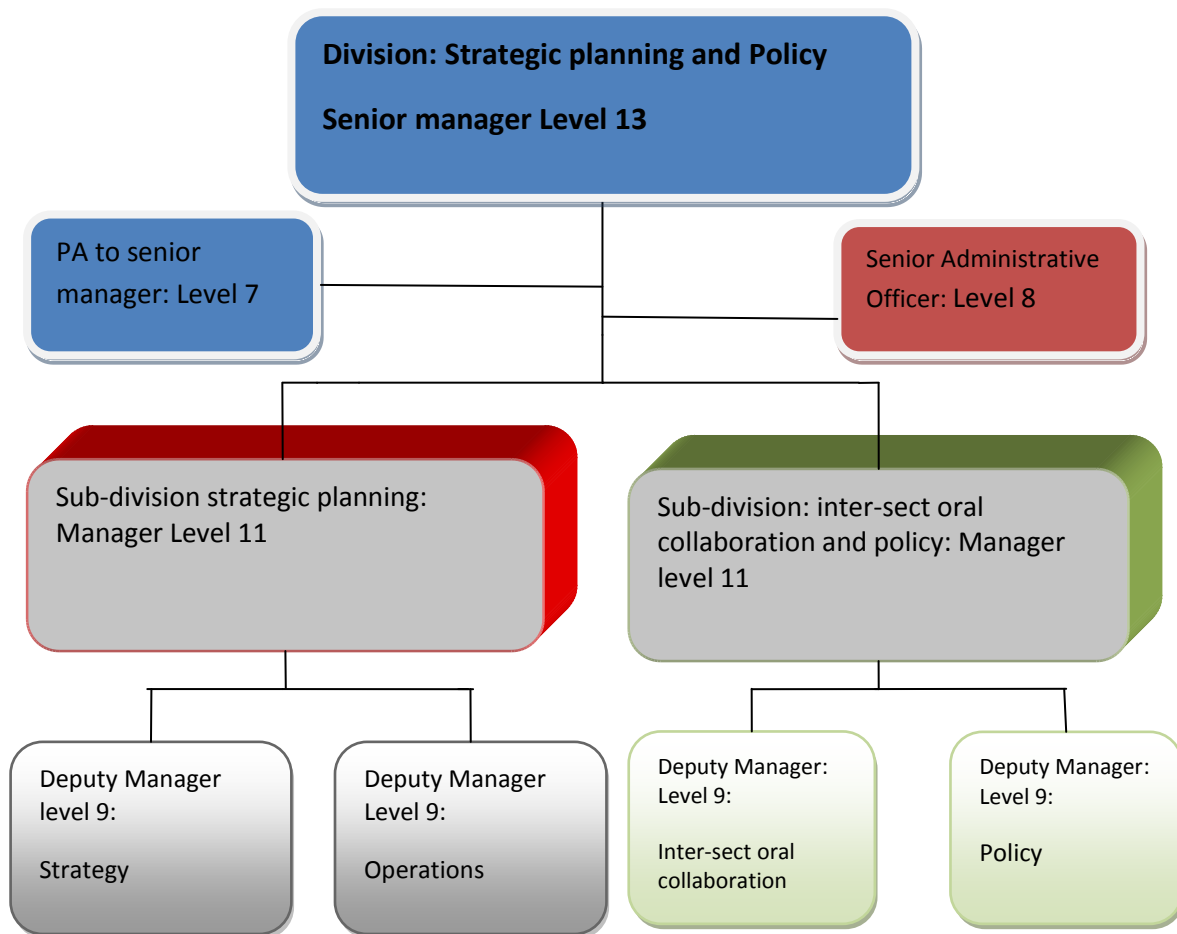 Division: Strategic planning and Policy
Senior manager Level 13
PA to senior
manager: Level 7
Senior Administrative
Officer: Level 8
Sub-division strategic planning:
Manager Level 11
Sub-division: inter-sect oral
collaboration and policy: Manager
level 11
Deputy Manager
level 9:
Strategy
Deputy Manager
Level 9:
Operations
Deputy Manager:
Level 9:
Inter-sect oral
collaboration
Deputy Manager:
Level 9:
Policy